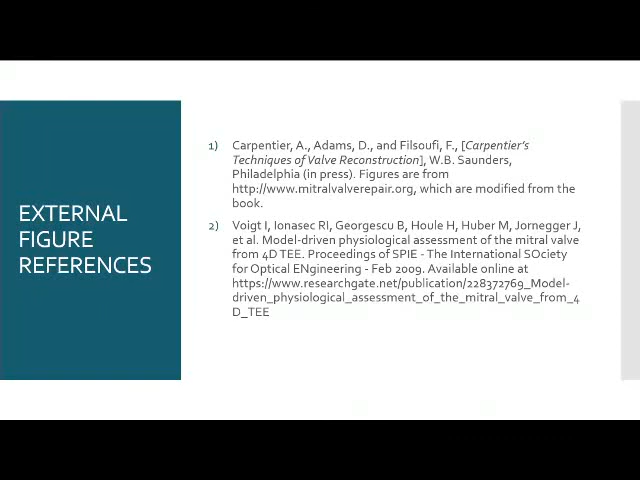 EXTERNAL
FIGURE
REFERENCES
1) Carpentier, A., Adams, D., and Filsoufi, F., [Carpentier's
Techniques of Valve Reconstruction], W.B. Saunders,
Philadelphia (in press). Figures are from
http://www.mitralvalverepair.org, which are modified from the
book.
2) Voigt I, Ionasec RI, Georgescu B, Houle H, Huber M, Jornegger J,
et al. Model-driven physiological assessment of the mitral valve
from 4D TEE. Proceedings of SPIE - The International SOciety
for Optical ENgineering - Feb 2009. Available online at
https://www.researchgate.net/publication/228372769_Model-
driven_physiological_assessment_of_the_mitral_valve_from_4
D_TEE